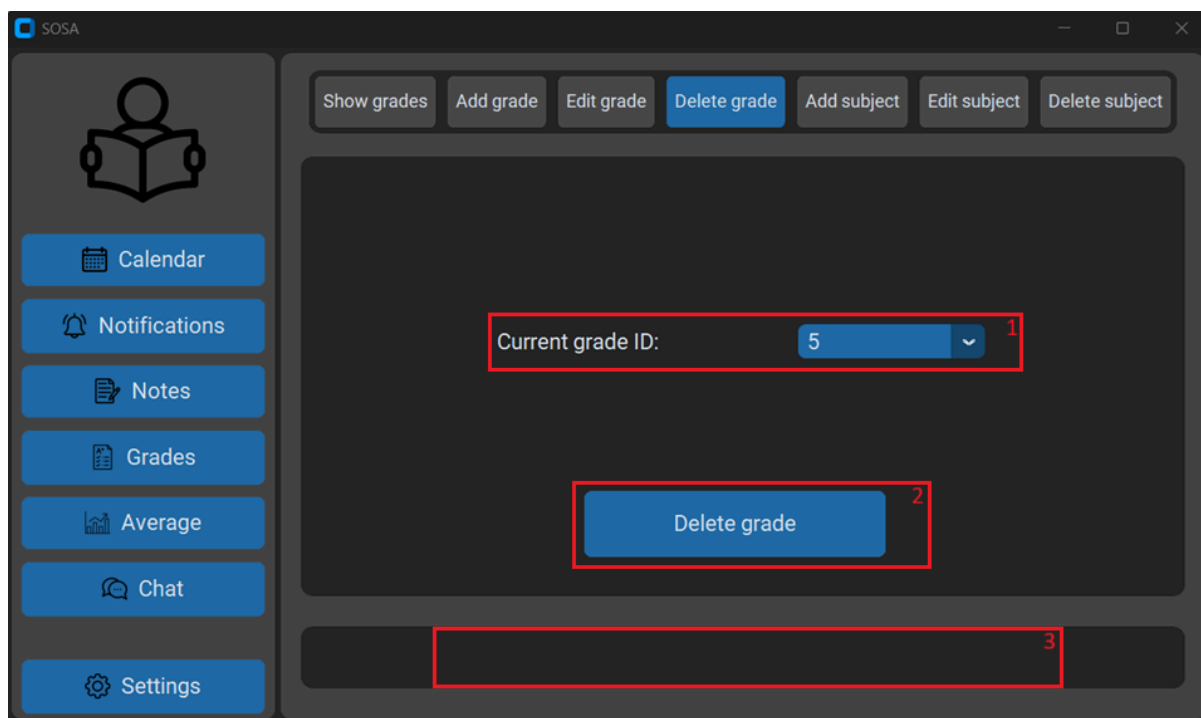 SOSA
Show grades Add grade Edit grade Delete grade Add subject Edit subject Delete subject
Calendar
Notifications
Notes
Grades
Average
Chat
Settings
Current grade ID: 5 1
Delete grade 2
3